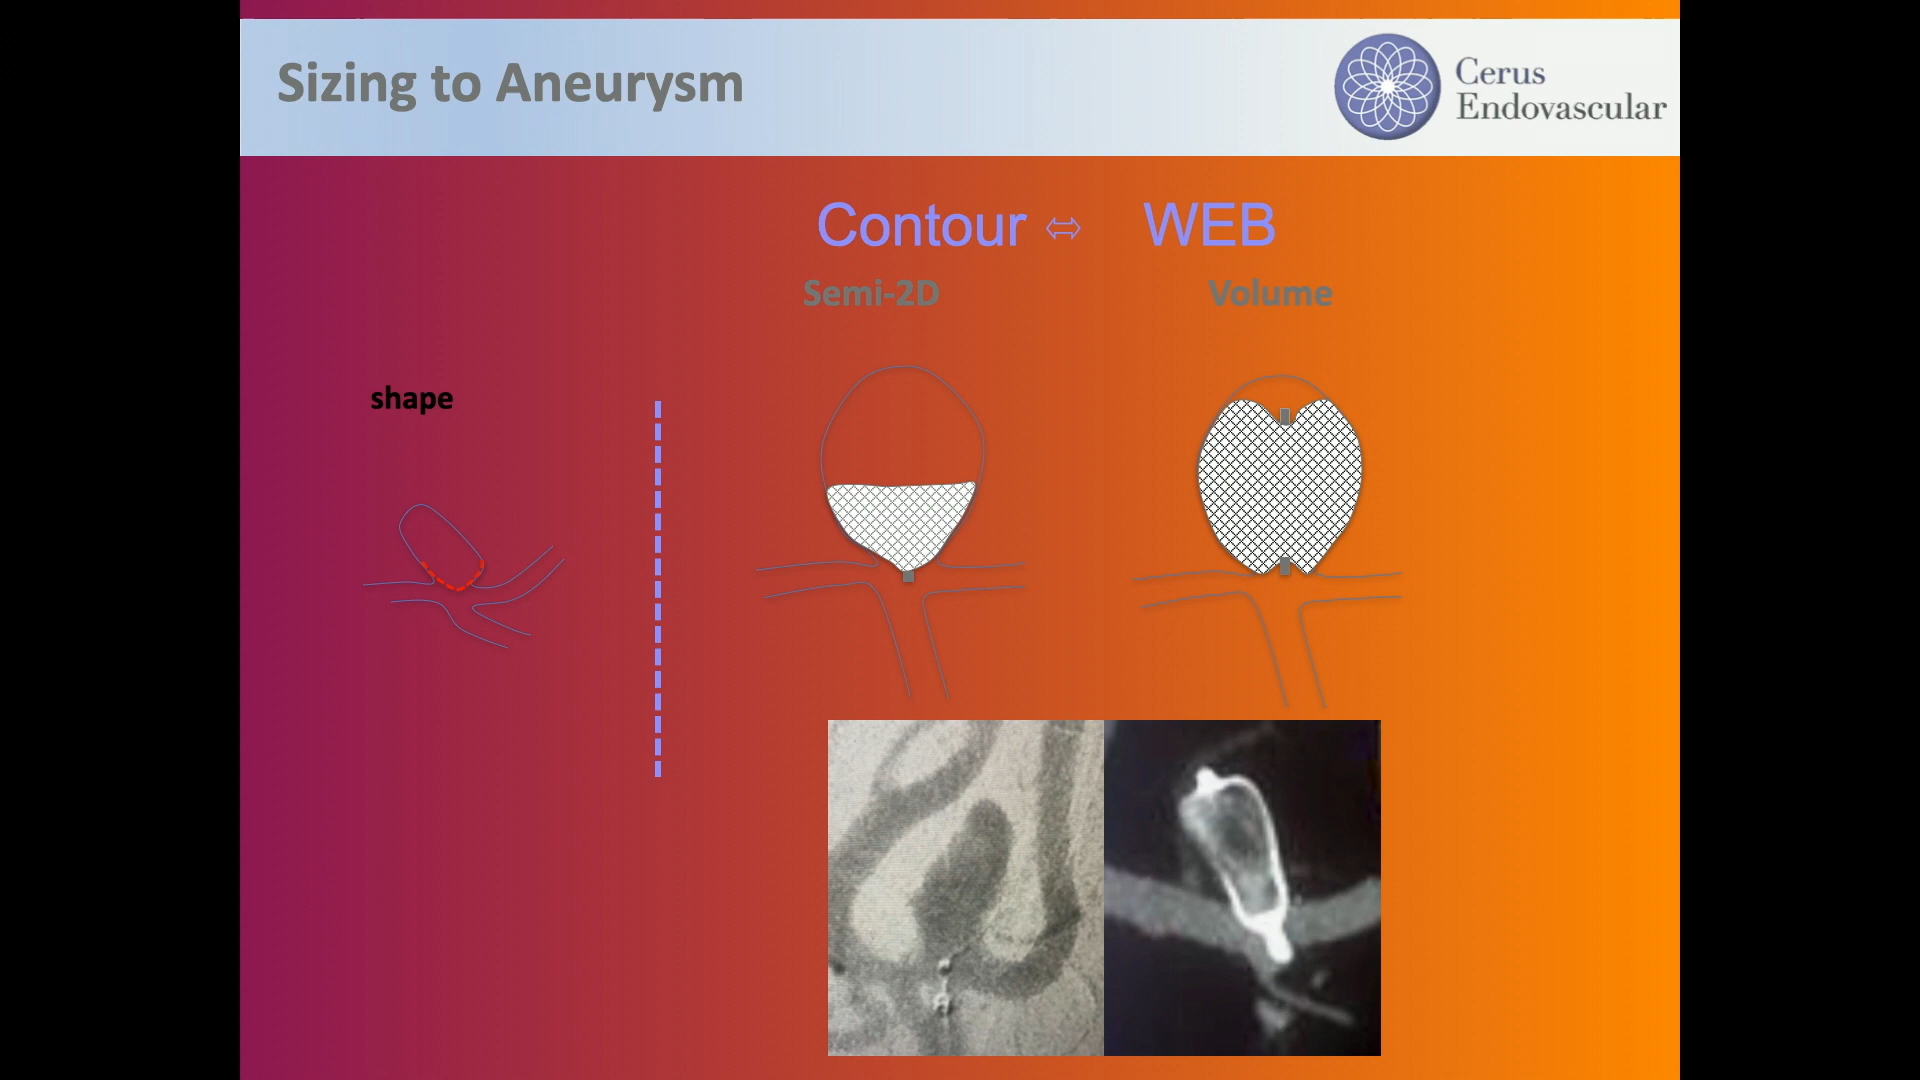 Sizing to Aneurysm
Cerus
Endovascular
Contour ⇔ WEB
Semi-2D
Volume
shape